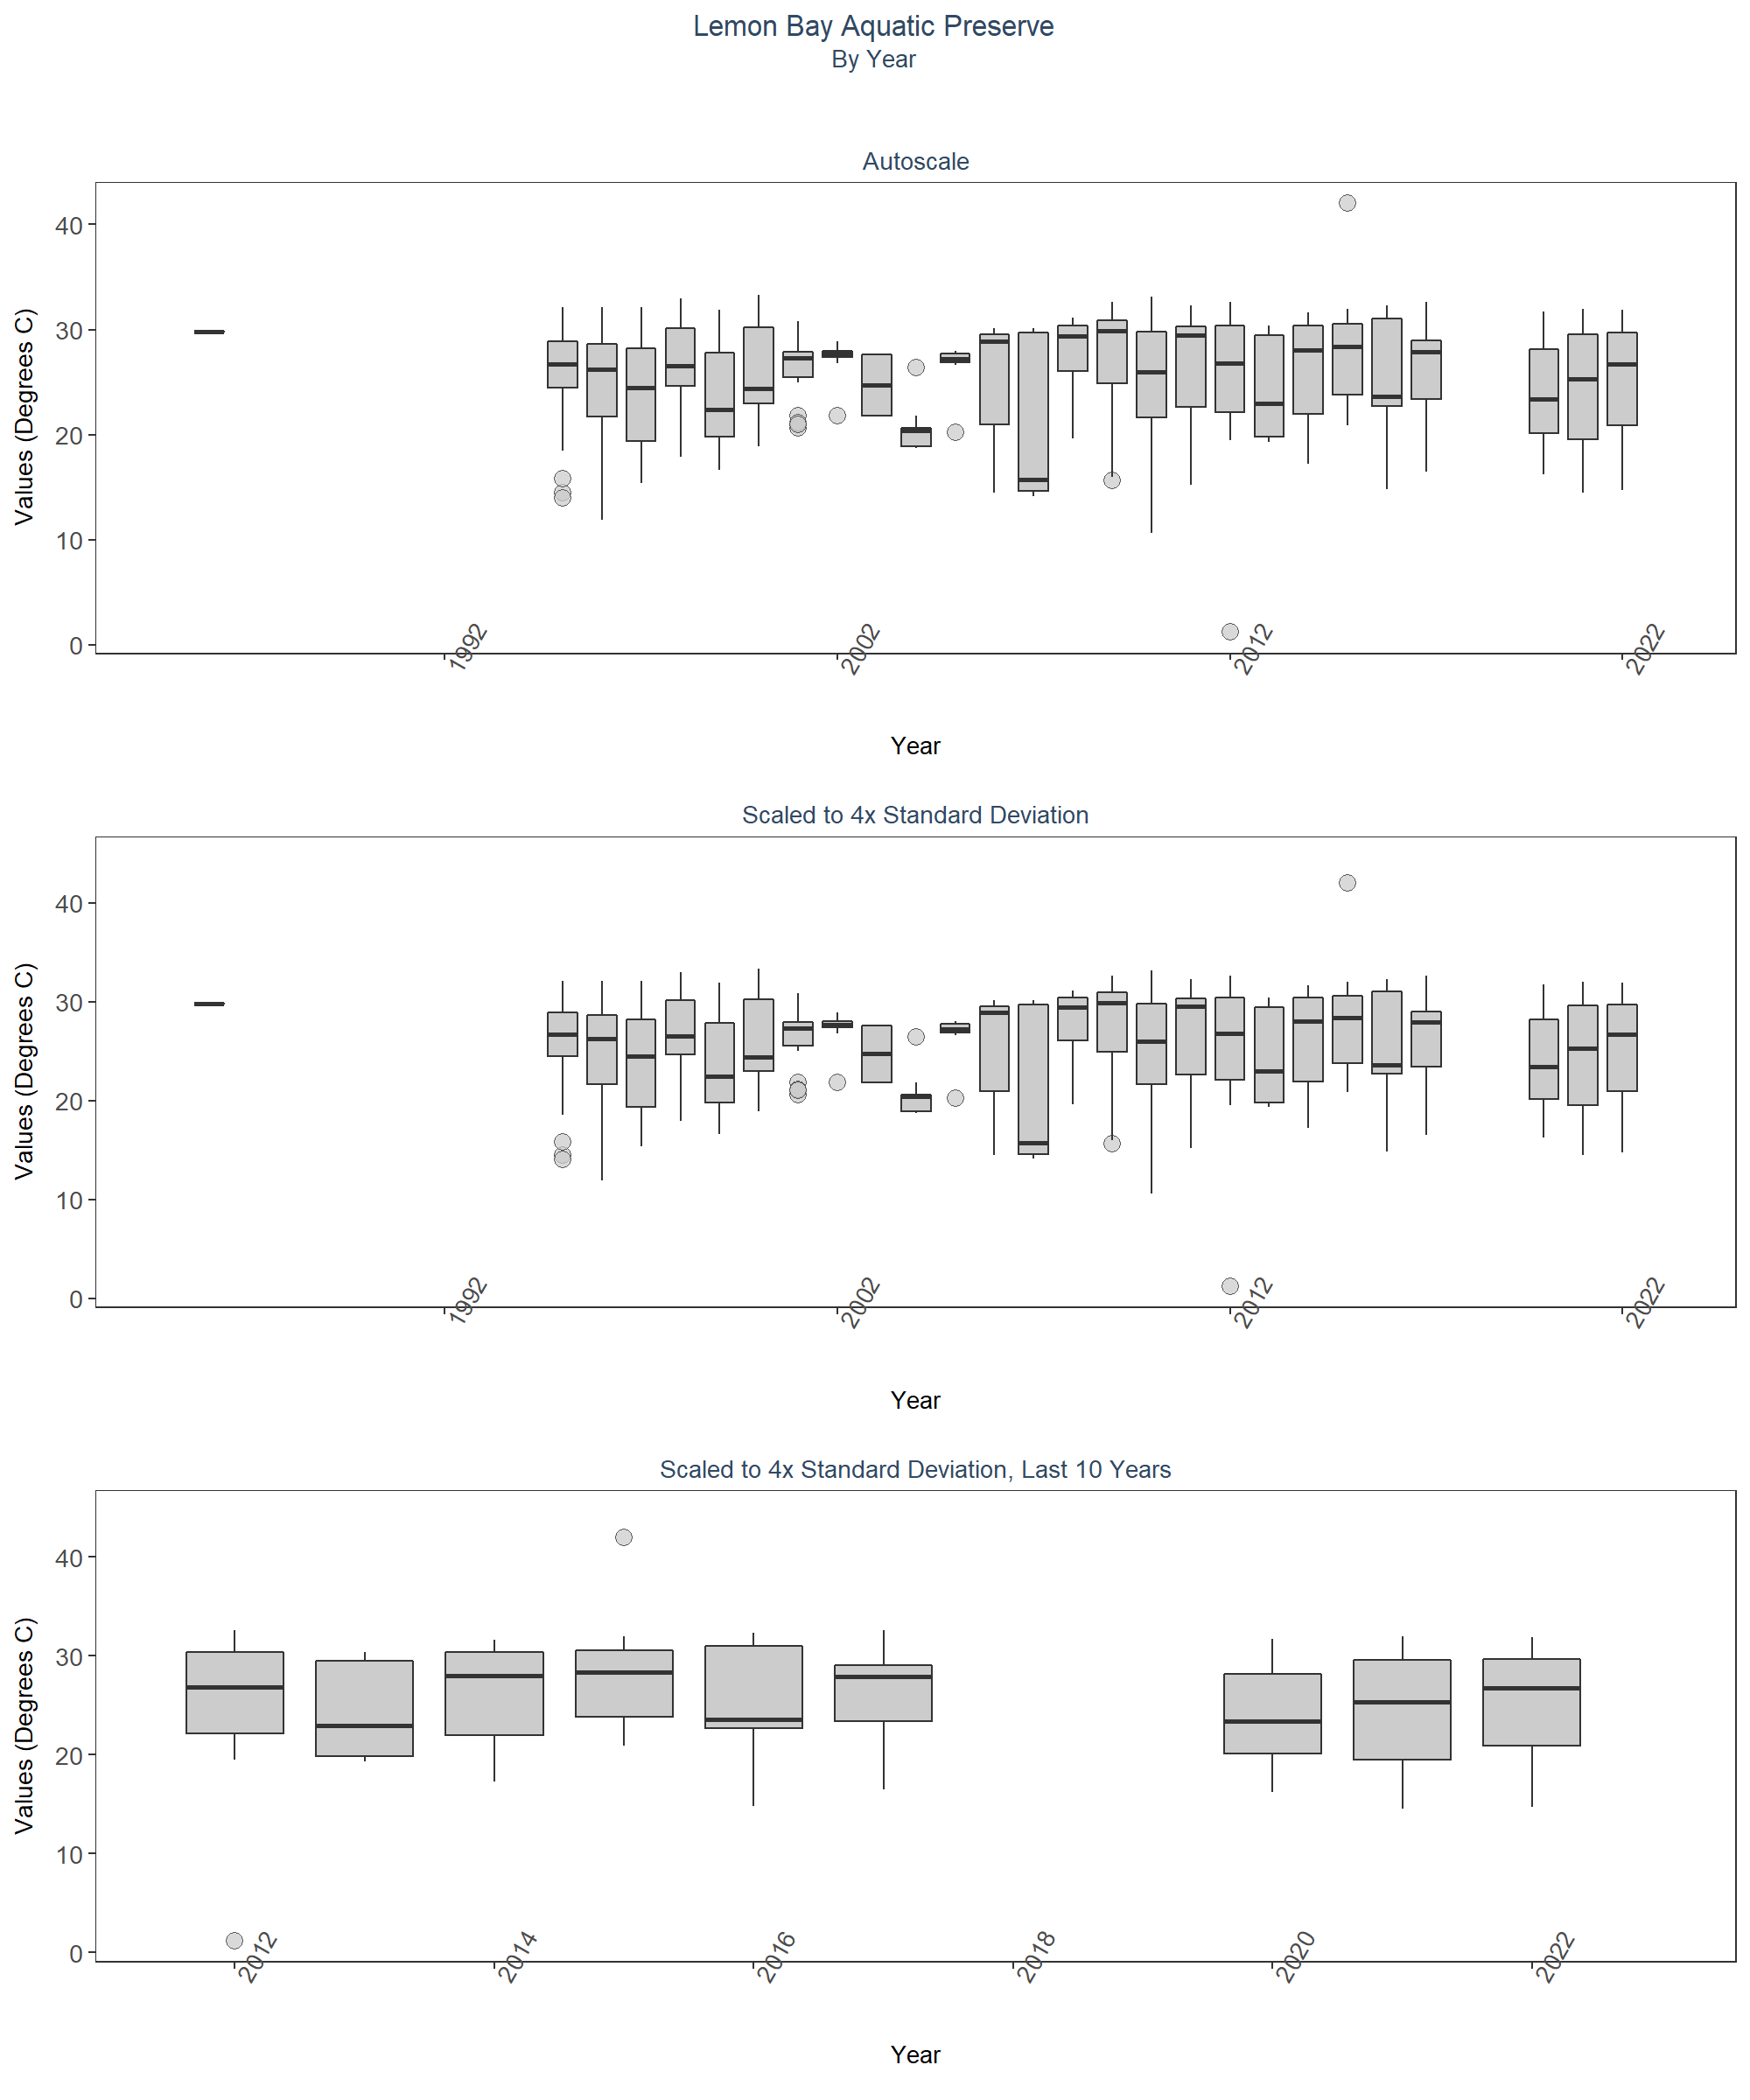 Lemon Bay Aquatic Preserve
By Year
Autoscale
Values (Degrees C)
40
30
20
10
0
1992 2002 2012 2022
Year
Scaled to 4x Standard Deviation
Values (Degrees C)
40
30
20
10
0
1992 2002 2012 2022
Year
Scaled to 4x Standard Deviation, Last 10 Years
Values (Degrees C)
40
30
20
10
0
2012 2014 2016 2018 2020 2022
Year